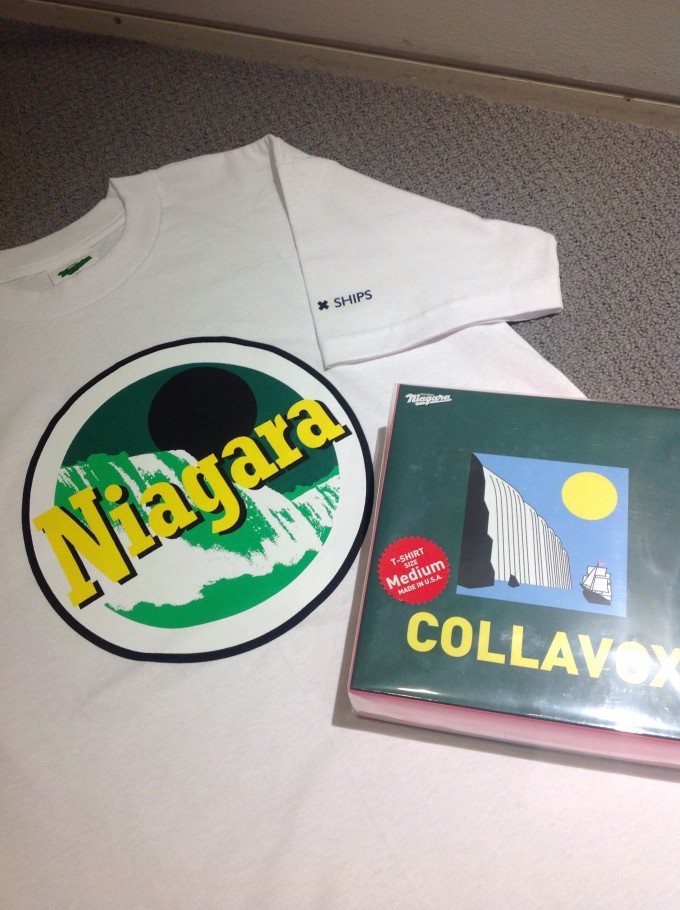 Niagara
✖ SHIPS
Niagara
T-SHIRT
SIZE
Medium
MADE IN U.S.A.
COLLAVOX